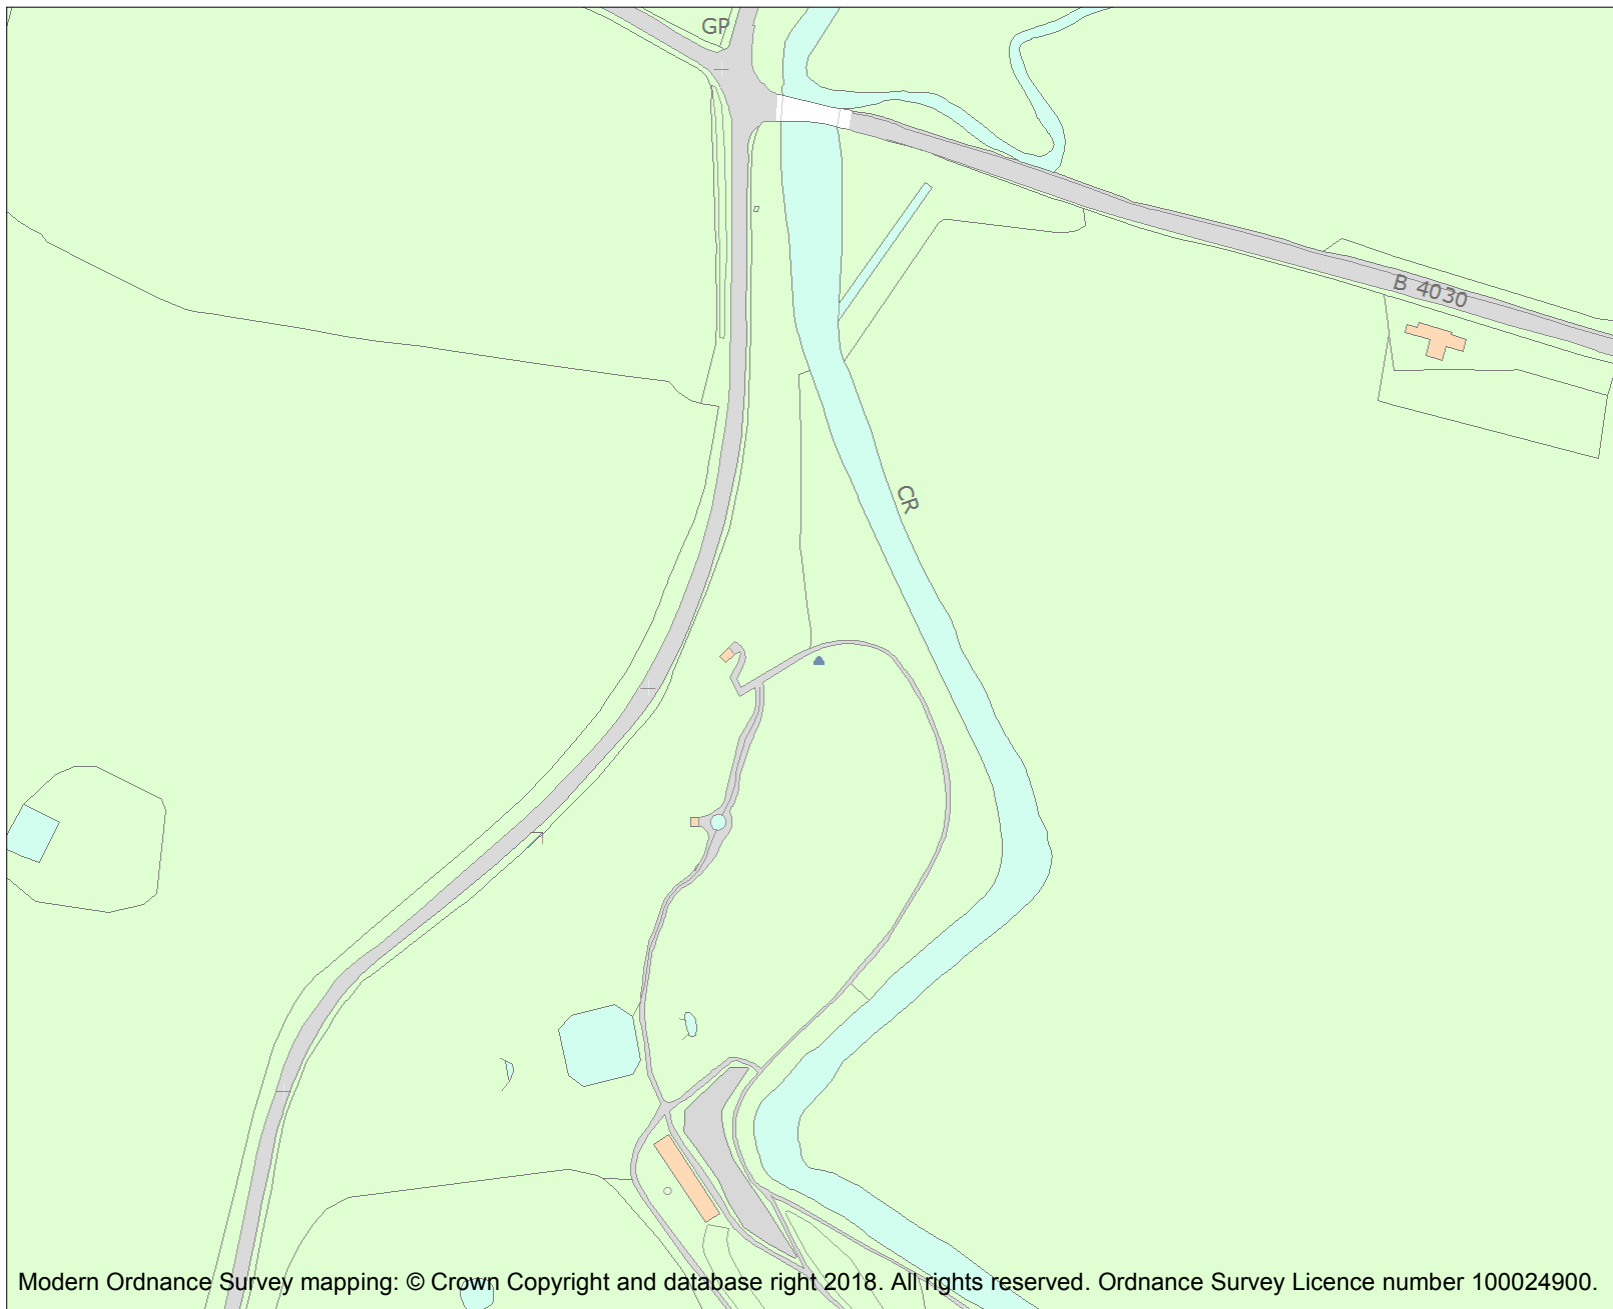 GP
B 4030
CR
Modern Ordnance Survey mapping: © Crown Copyright and database right 2018. All rights reserved. Ordnance Survey Licence number 100024900.